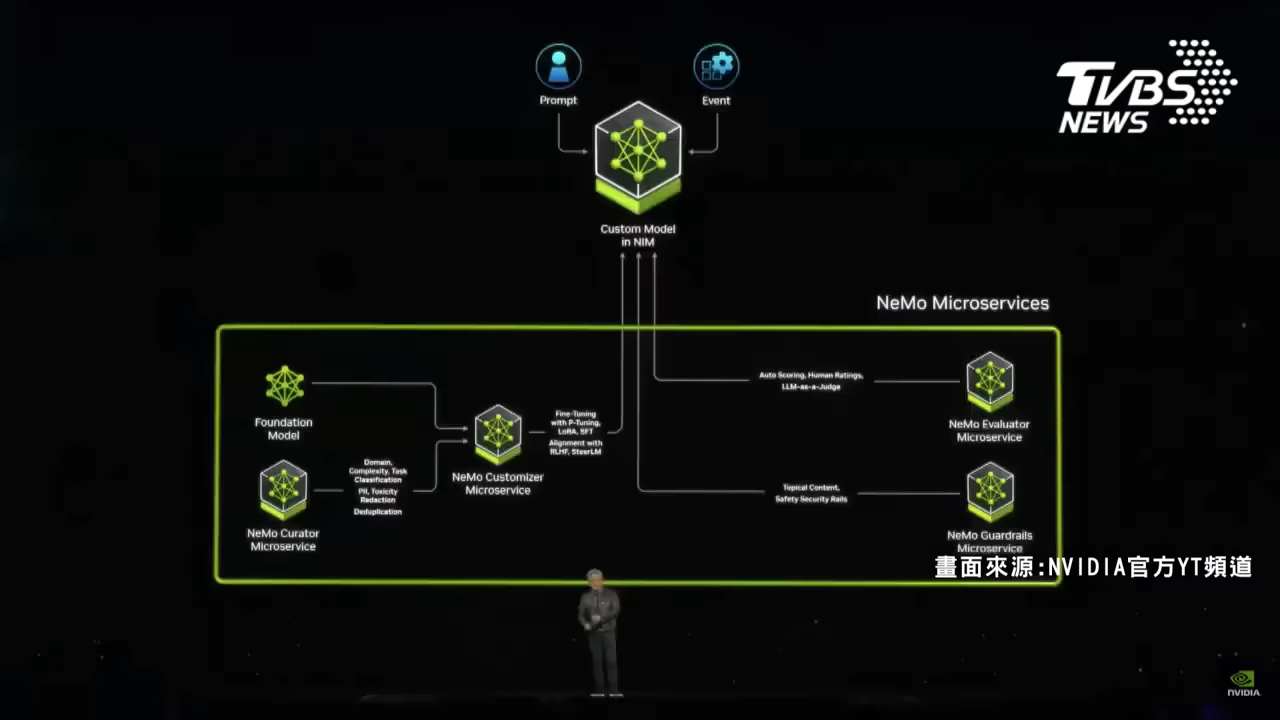 TVBS
NEWS
Prompt
Event
Custom Model
in NIM
NeMo Microservices
Foundation
Model
NeMo Curator
Microservice
Domain,
Complexity, Task
Classification
PII, Toxicity
Redaction
Deduplication
NeMo Customizer
Microservice
Fine-Tuning
with P-Tuning,
LoRA, SFT
Alignment with
RLHF, SteerLM
Auto Scoring, Human Ratings,
LLM-as-a-Judge
NeMo Evaluator
Microservice
Topical Content,
Safety Security Rails
NeMo Guardrails
Microservice
畫面來源:NVIDIA官方YT頻道
NVIDIA